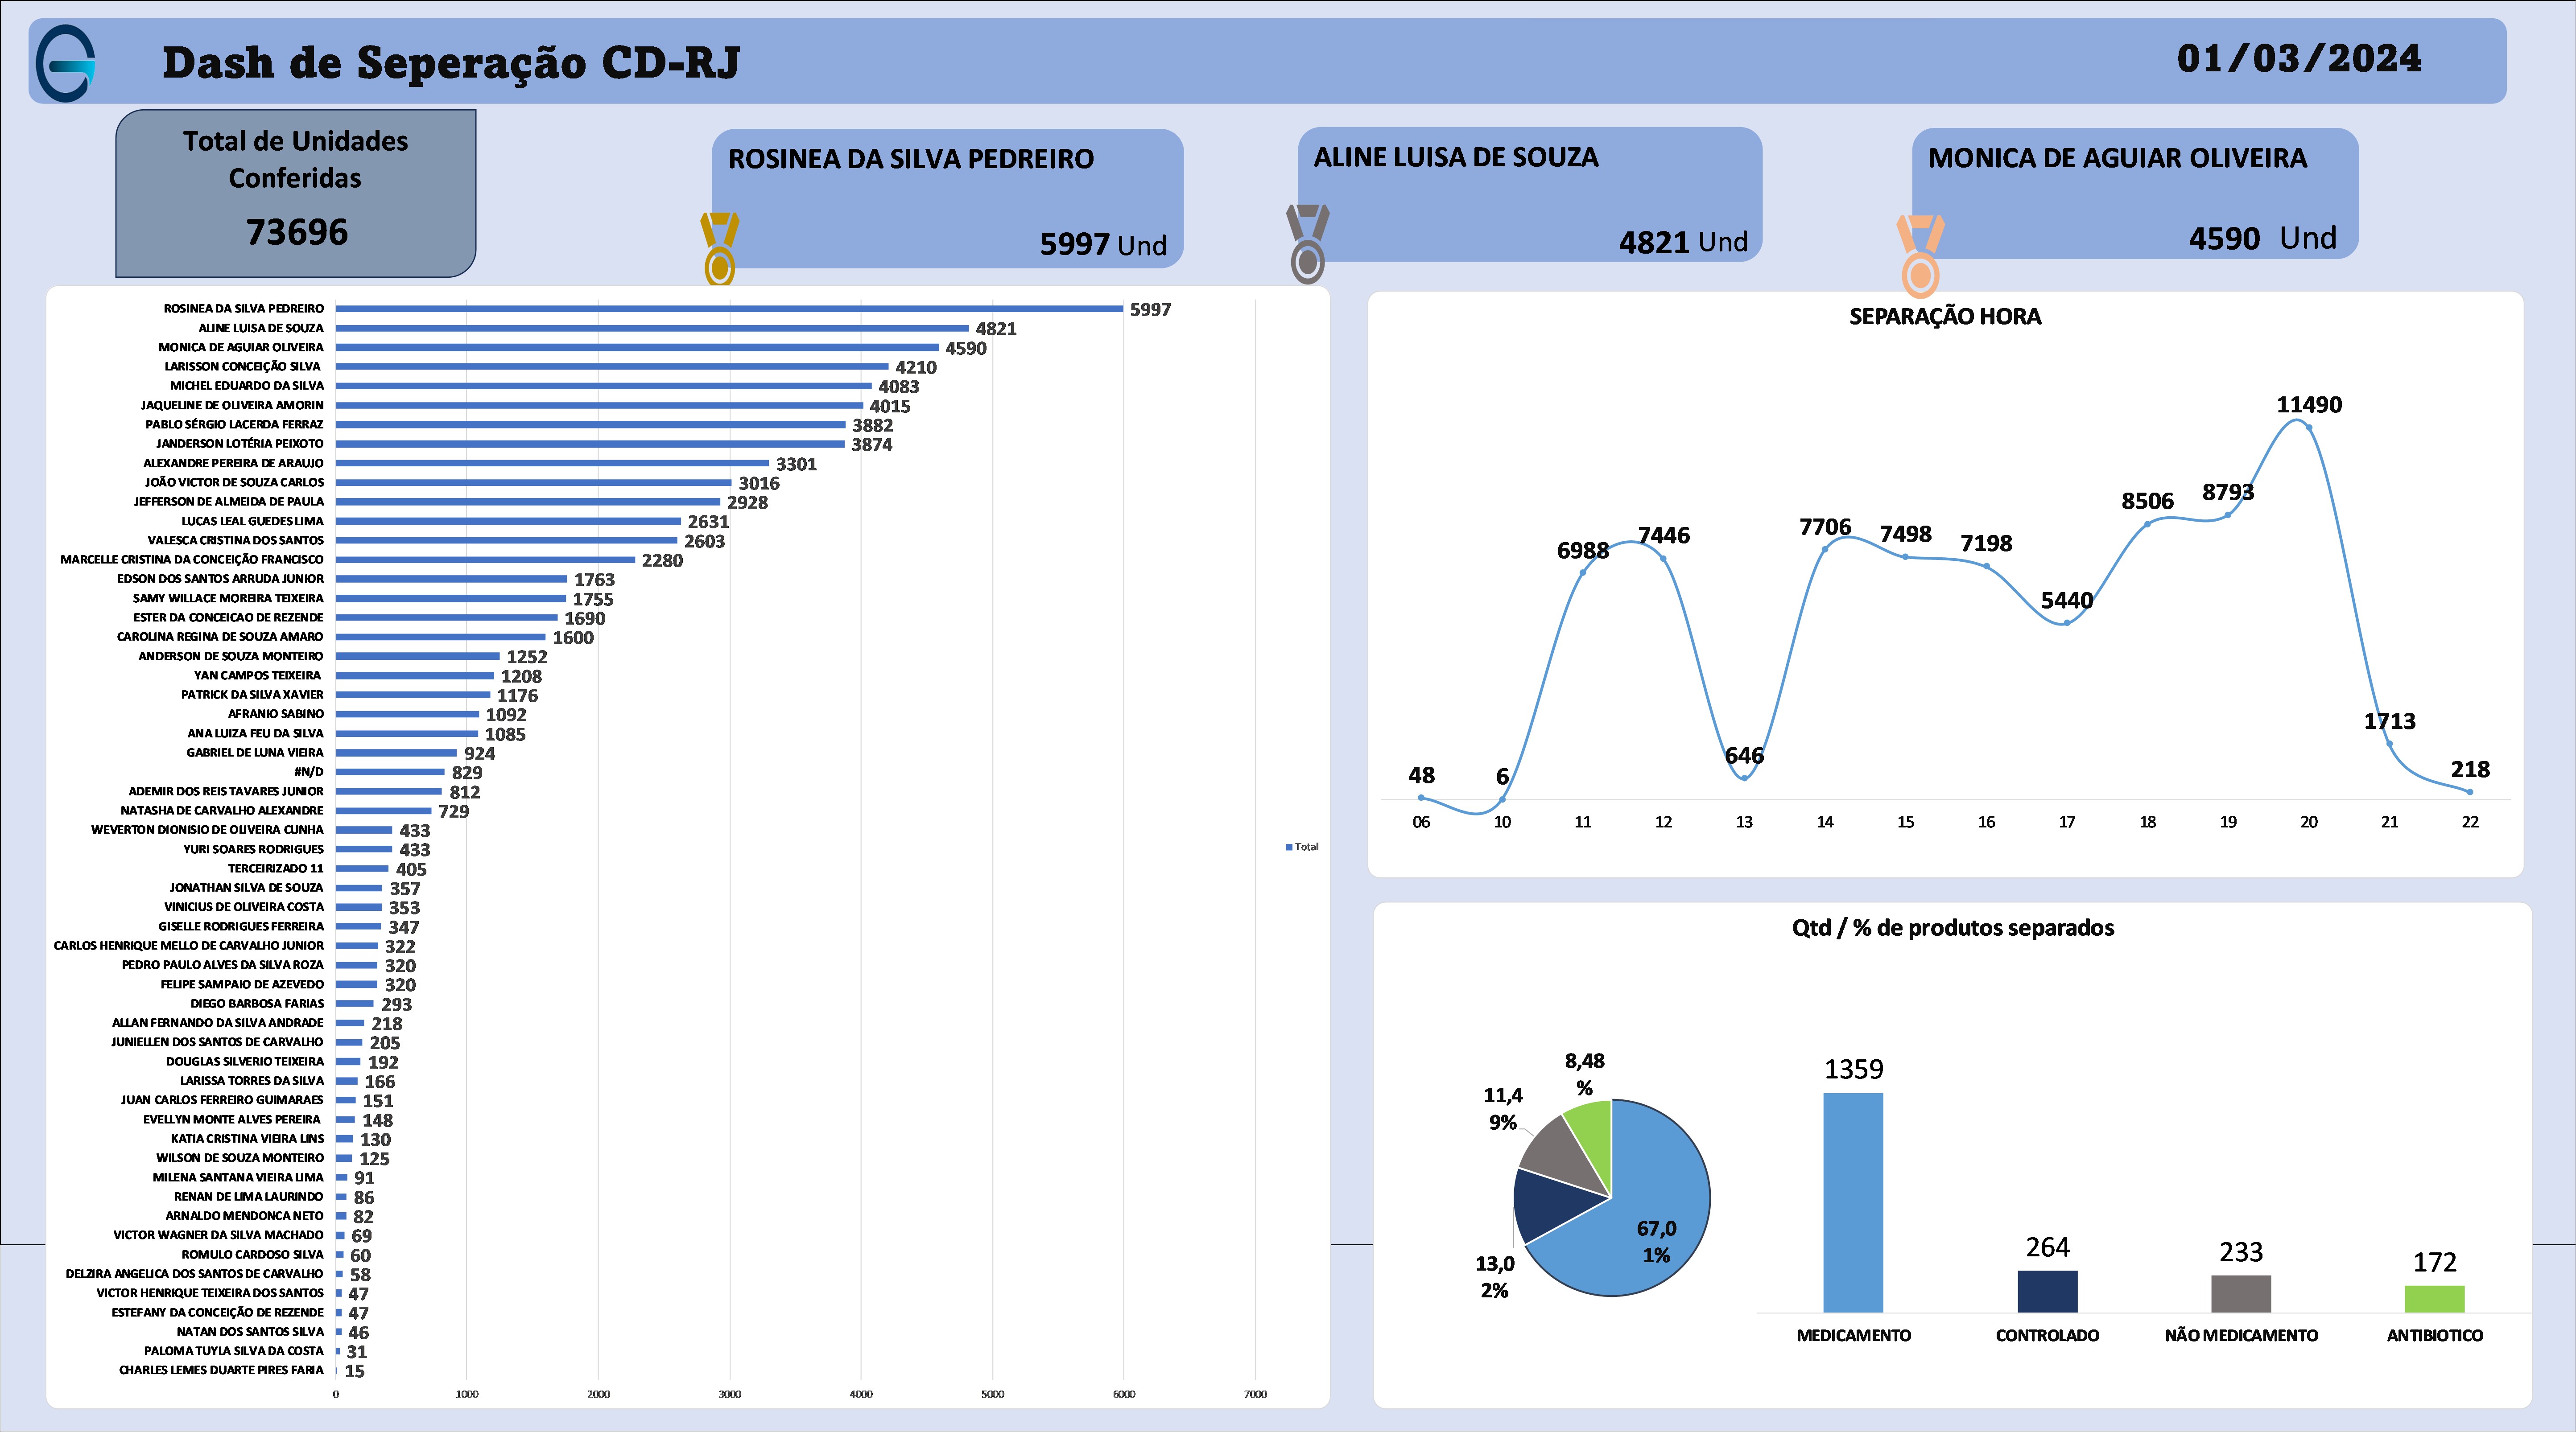 Dash de Seperação CD-RJ
01/03/2024
Total de Unidades
Conferidas
73696
ROSINEA DA SILVA PEDREIRO
5997 Und
ALINE LUISA DE SOUZA
4821 Und
MONICA DE AGUIAR OLIVEIRA
4590 Und
ROSINEA DA SILVA PEDREIRO 5997
ALINE LUISA DE SOUZA 4821
MONICA DE AGUIAR OLIVEIRA 4590
LARISSON CONCEIÇÃO SILVA 4210
MICHEL EDUARDO DA SILVA 4083
JAQUELINE DE OLIVEIRA AMORIN 4015
PABLO SÉRGIO LACERDA FERRAZ 3882
JANDERSON LOTÉRIA PEIXOTO 3874
ALEXANDRE PEREIRA DE ARAUJO 3301
JOÃO VICTOR DE SOUZA CARLOS 3016
JEFFERSON DE ALMEIDA DE PAULA 2928
LUCAS LEAL GUEDES LIMA 2631
VALESCA CRISTINA DOS SANTOS 2603
MARCELLE CRISTINA DA CONCEIÇÃO FRANCISCO 2280
EDSON DOS SANTOS ARRUDA JUNIOR 1763
SAMY WILLACE MOREIRA TEIXEIRA 1755
ESTER DA CONCEICAO DE REZENDE 1690
CAROLINA REGINA DE SOUZA AMARO 1600
ANDERSON DE SOUZA MONTEIRO 1252
YAN CAMPOS TEIXEIRA 1208
PATRICK DA SILVA XAVIER 1176
AFRANIO SABINO 1092
ANA LUIZA FEU DA SILVA 1085
GABRIEL DE LUNA VIEIRA 924
#N/D 829
ADEMIR DOS REIS TAVARES JUNIOR 812
NATASHA DE CARVALHO ALEXANDRE 729
WEVERTON DIONISIO DE OLIVEIRA CUNHA 433
YURI SOARES RODRIGUES 433
TERCEIRIZADO 11 405
JONATHAN SILVA DE SOUZA 357
VINICIUS DE OLIVEIRA COSTA 353
GISELLE RODRIGUES FERREIRA 347
CARLOS HENRIQUE MELLO DE CARVALHO JUNIOR 322
PEDRO PAULO ALVES DA SILVA ROZA 320
FELIPE SAMPAIO DE AZEVEDO 320
DIEGO BARBOSA FARIAS 293
ALLAN FERNANDO DA SILVA ANDRADE 218
JUNIELLEN DOS SANTOS DE CARVALHO 205
DOUGLAS SILVERIO TEIXEIRA 192
LARISSA TORRES DA SILVA 166
JUAN CARLOS FERREIRO GUIMARAES 151
EVELLYN MONTE ALVES PEREIRA 148
KATIA CRISTINA VIEIRA LINS 130
WILSON DE SOUZA MONTEIRO 125
MILENA SANTANA VIEIRA LIMA 91
RENAN DE LIMA LAURINDO 86
ARNALDO MENDONCA NETO 82
VICTOR WAGNER DA SILVA MACHADO 69
ROMULO CARDOSO SILVA 60
DELZIRA ANGELICA DOS SANTOS DE CARVALHO 58
VICTOR HENRIQUE TEIXEIRA DOS SANTOS 47
ESTEFANY DA CONCEIÇÃO DE REZENDE 47
NATAN DOS SANTOS SILVA 46
PALOMA TUYLA SILVA DA COSTA 31
CHARLES LEMES DUARTE PIRES FARIA 15
0 1000 2000 3000 4000 5000 6000 7000
Total
SEPARAÇÃO HORA
48 6 6988 7446 646 7706 7498 7198 5440 8506 8793 11490 1713 218
06 10 11 12 13 14 15 16 17 18 19 20 21 22
Qtd / % de produtos separados
8,48
%
11,4
9%
67,0
1%
13,0
2%
1359 264 233 172
MEDICAMENTO CONTROLADO NÃO MEDICAMENTO ANTIBIOTICO